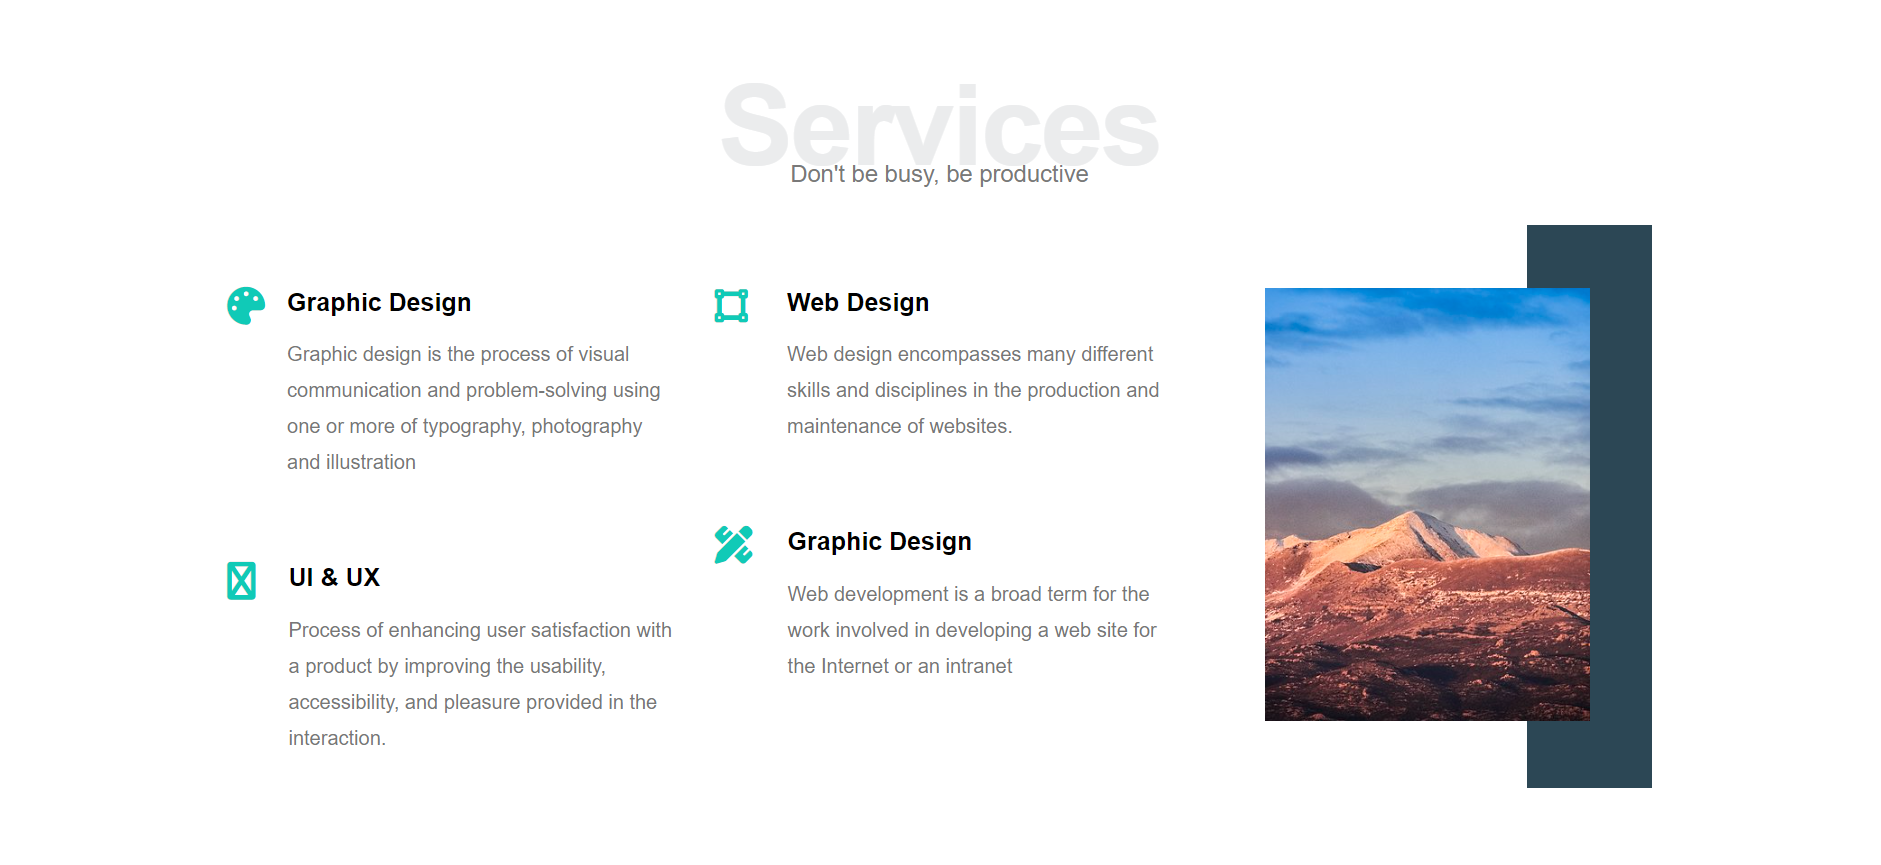 Services
Don't be busy, be productive
Graphic Design
Graphic design is the process of visual
communication and problem-solving using
one or more of typography, photography
and illustration
Web Design
Web design encompasses many different
skills and disciplines in the production and
maintenance of websites.
UI & UX
Process of enhancing user satisfaction with
a product by improving the usability,
accessibility, and pleasure provided in the
interaction.
Graphic Design
Web development is a broad term for the
work involved in developing a web site for
the Internet or an intranet